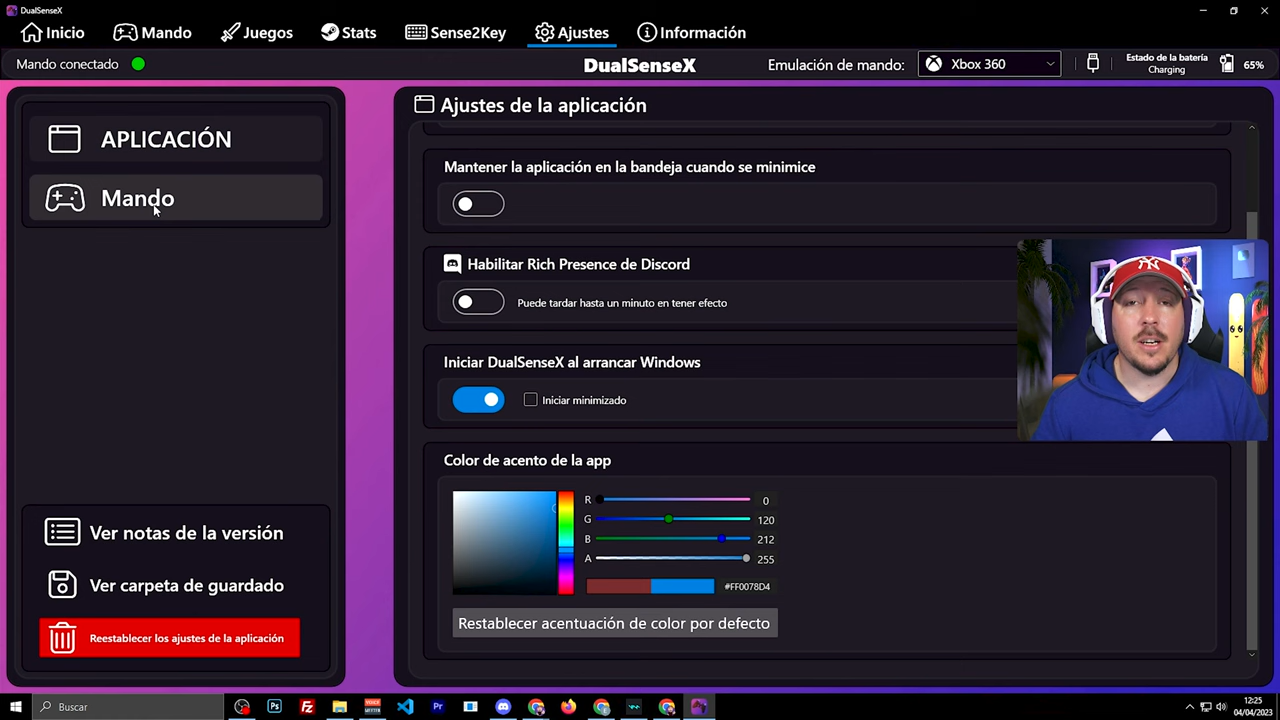 DualSenseX
Inicio
Mando
Juegos
Stats
Sense2Key
Ajustes
Información
Mando conectado
DualSenseX
Emulación de mando:
Xbox 360
Estado de la batería
Charging
65%
APLICACIÓN
Mando
Ver notas de la versión
Ver carpeta de guardado
Reestablecer los ajustes de la aplicación
Ajustes de la aplicación
Mantener la aplicación en la bandeja cuando se minimice
Habilitar Rich Presence de Discord
Puede tardar hasta un minuto en tener efecto
Iniciar DualSenseX al arrancar Windows
Iniciar minimizado
Color de acento de la app
R 0
G 120
B 212
A 255
#FF0078D4
Restablecer acentuación de color por defecto
Buscar
12:25
04/04/2023